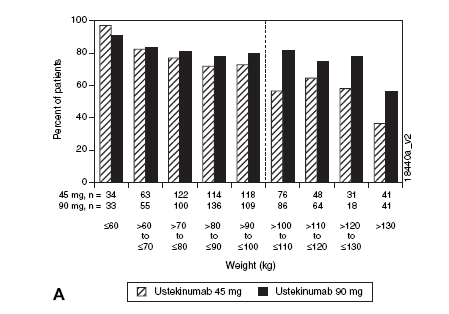 100
80
60
40
20
0
Percent of patients
18440a_v2
45 mg, n = 34 63 122 114 118 76 48 31 41
90 mg, n = 33 55 100 136 109 86 64 18 41
≤60 >60 >70 >80 >90 >100 >110 >120 >130
to to to to to to to
≤70 ≤80 ≤90 ≤100 ≤110 ≤120 ≤130
Weight (kg)
A
Ustekinumab 45 mg Ustekinumab 90 mg